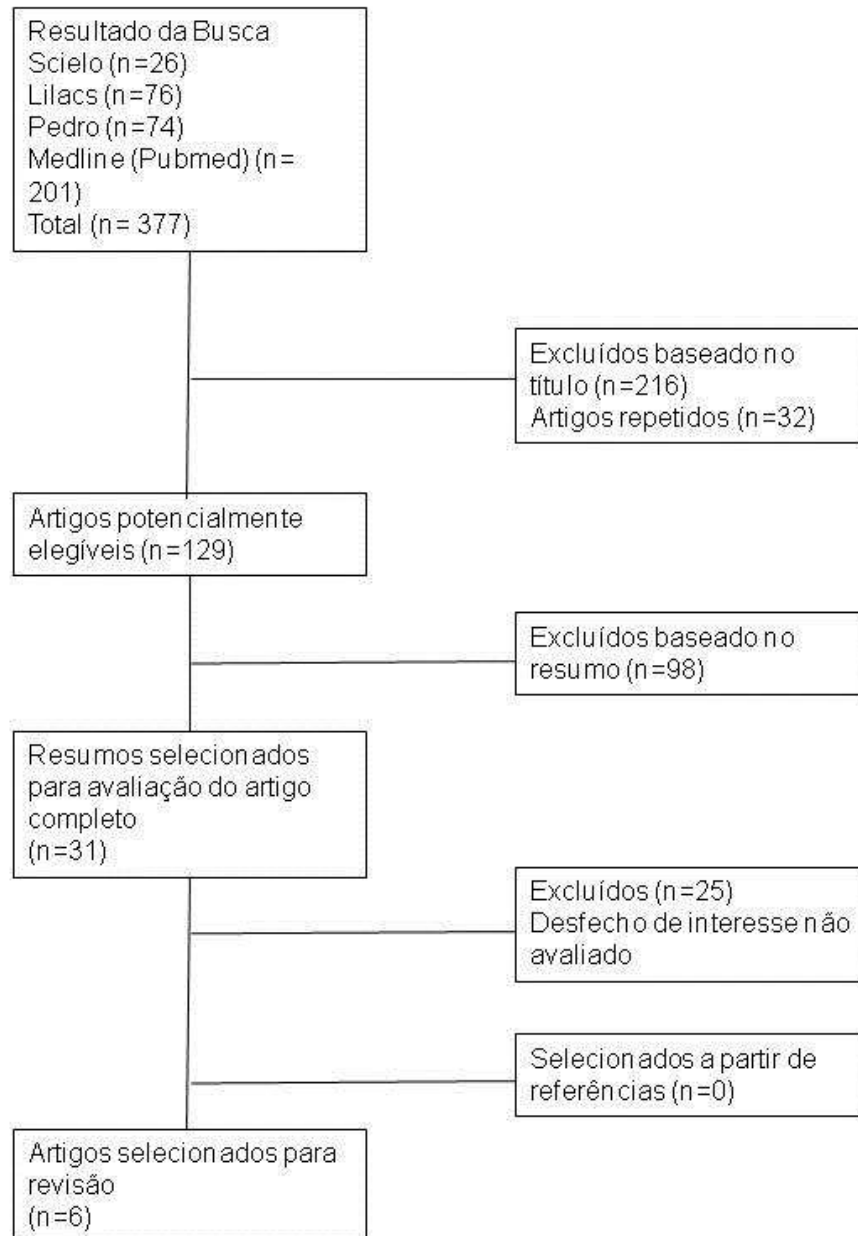 Resultado da Busca
Scielo (n=26)
Lilacs (n=76)
Pedro (n=74)
Medline (Pubmed) (n=
201)
Total (n= 377)
Excluídos baseado no
título (n=216)
Artigos repetidos (n=32)
Artigos potencialmente
elegíveis (n=129)
Excluídos baseado no
resumo (n=98)
Resumos selecionados
para avaliação do artigo
completo
(n=31)
Excluídos (n=25)
Desfecho de interesse não
avaliado
Selecionados a partir de
referências (n=0)
Artigos selecionados para
revisão
(n=6)